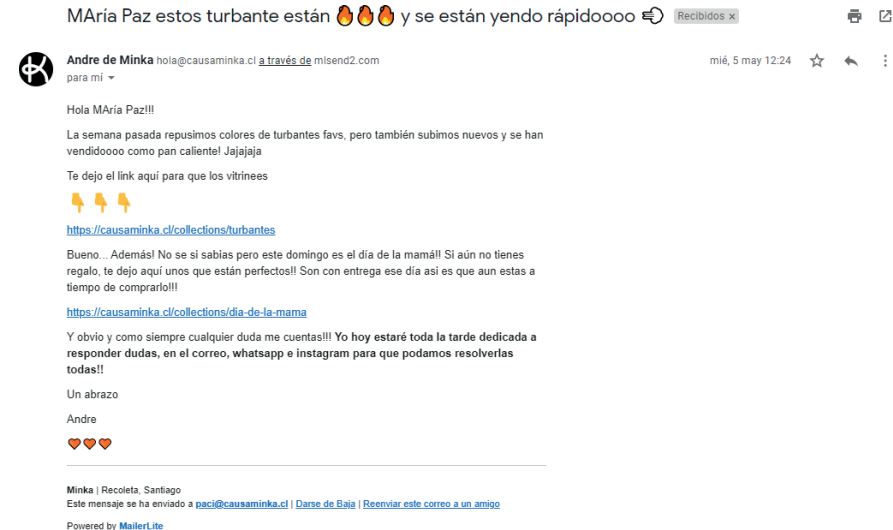 MAría Paz estos turbante están 🔥🔥🔥 y se están yendo rápidoooo 💨 Recibidos ×
Andre de Minka hola@causaminka.cl a través de mlsend2.com
mié, 5 may 12:24
para mí
Hola MAría Paz!!!
La semana pasada repusimos colores de turbantes favs, pero también subimos nuevos y se han
vendidoooo como pan caliente! Jajajaja
Te dejo el link aquí para que los vitrinees
👇 👇 👇
https://causaminka.cl/collections/turbantes
Bueno... Además! No se si sabias pero este domingo es el día de la mamá!! Si aún no tienes
regalo, te dejo aquí unos que están perfectos!! Son con entrega ese día asi es que aun estas a
tiempo de comprarlo!!!
https://causaminka.cl/collections/dia-de-la-mama
Y obvio y como siempre cualquier duda me cuentas!!! Yo hoy estaré toda la tarde dedicada a
responder dudas, en el correo, whatsapp e instagram para que podamos resolverlas
todas!!
Un abrazo
Andre
🧡🧡🧡
Minka | Recoleta, Santiago
Este mensaje se ha enviado a paci@causaminka.cl | Darse de Baja | Reenviar este correo a un amigo
Powered by MailerLite